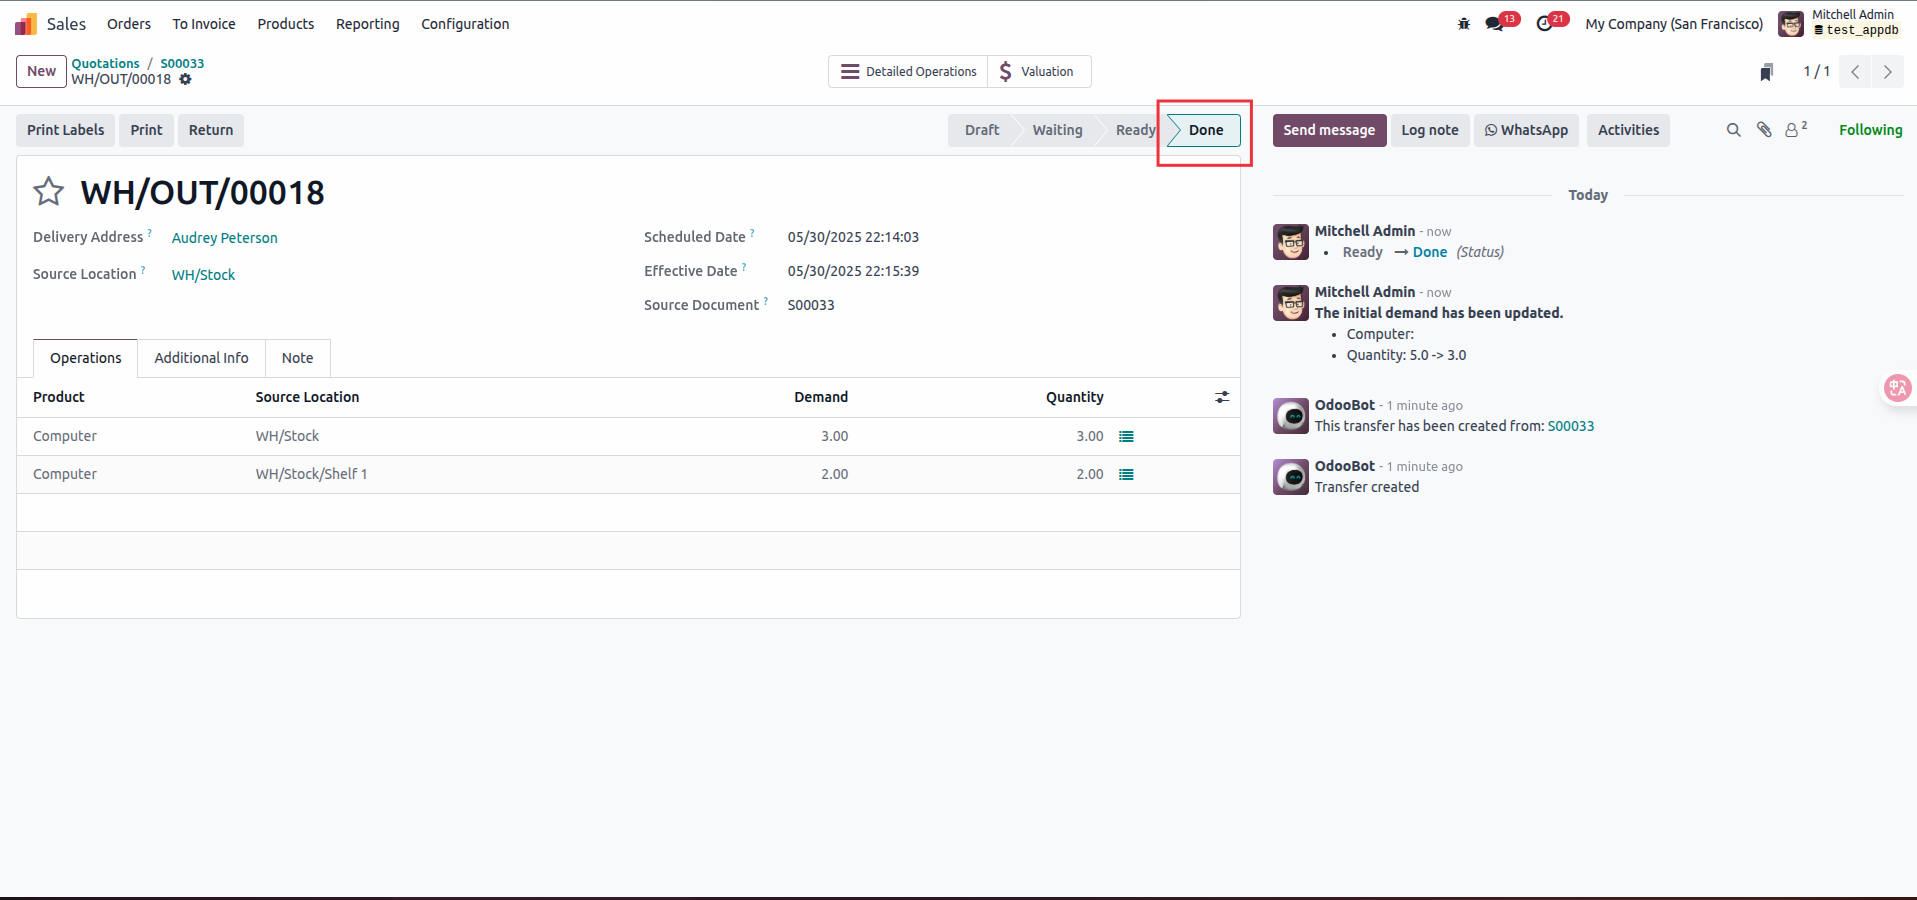 Sales Orders To Invoice Products Reporting Configuration 13 21 My Company (San Francisco) Mitchell Admin
test_appdb
New Quotations / S00033
WH/OUT/00018
Detailed Operations Valuation
1 / 1
Print Labels Print Return Draft Waiting Ready Done
Send message Log note WhatsApp Activities 2 Following
WH/OUT/00018
Delivery Address ? Audrey Peterson
Source Location ? WH/Stock
Scheduled Date ? 05/30/2025 22:14:03
Effective Date ? 05/30/2025 22:15:39
Source Document ? S00033
Operations Additional Info Note
Product Source Location Demand Quantity
Computer WH/Stock 3.00 3.00
Computer WH/Stock/Shelf 1 2.00 2.00
Today
Mitchell Admin - now
• Ready → Done (Status)
Mitchell Admin - now
The initial demand has been updated.
• Computer:
• Quantity: 5.0 -> 3.0
OdooBot - 1 minute ago
This transfer has been created from: S00033
OdooBot - 1 minute ago
Transfer created
中A